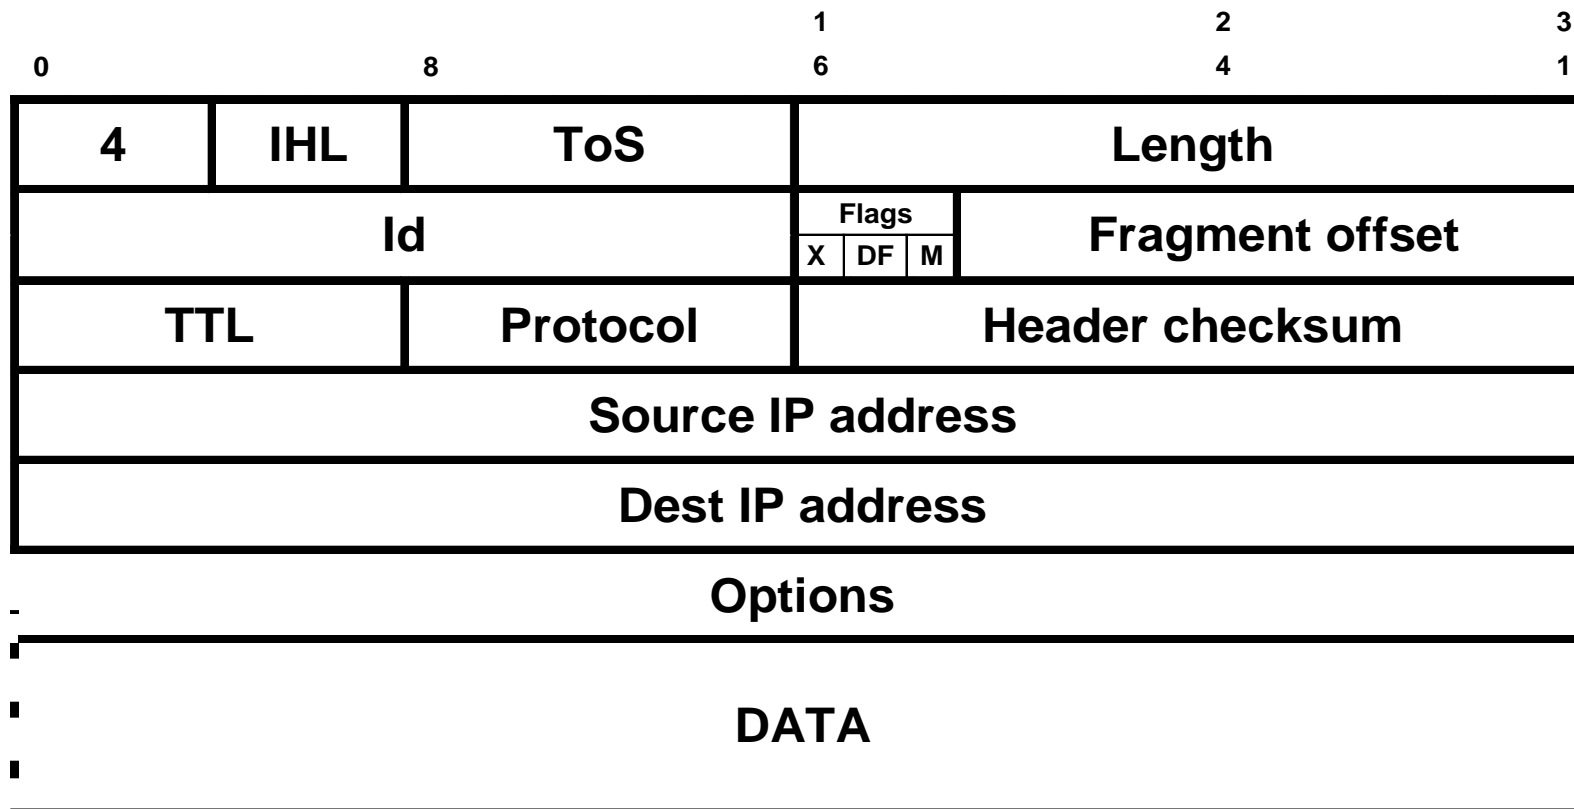 1 2 3
0 8 6 4 1
4 IHL ToS Length
Id Flags Fragment offset
X DF M
TTL Protocol Header checksum
Source IP address
Dest IP address
Options
DATA